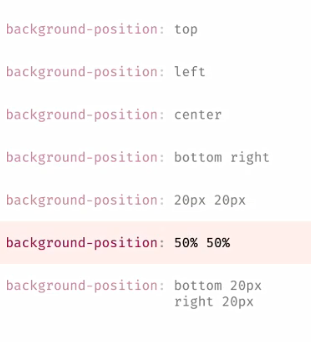 background-position: top
background-position: left
background-position: center
background-position: bottom right
background-position: 20px 20px
background-position: 50% 50%
background-position: bottom 20px
right 20px